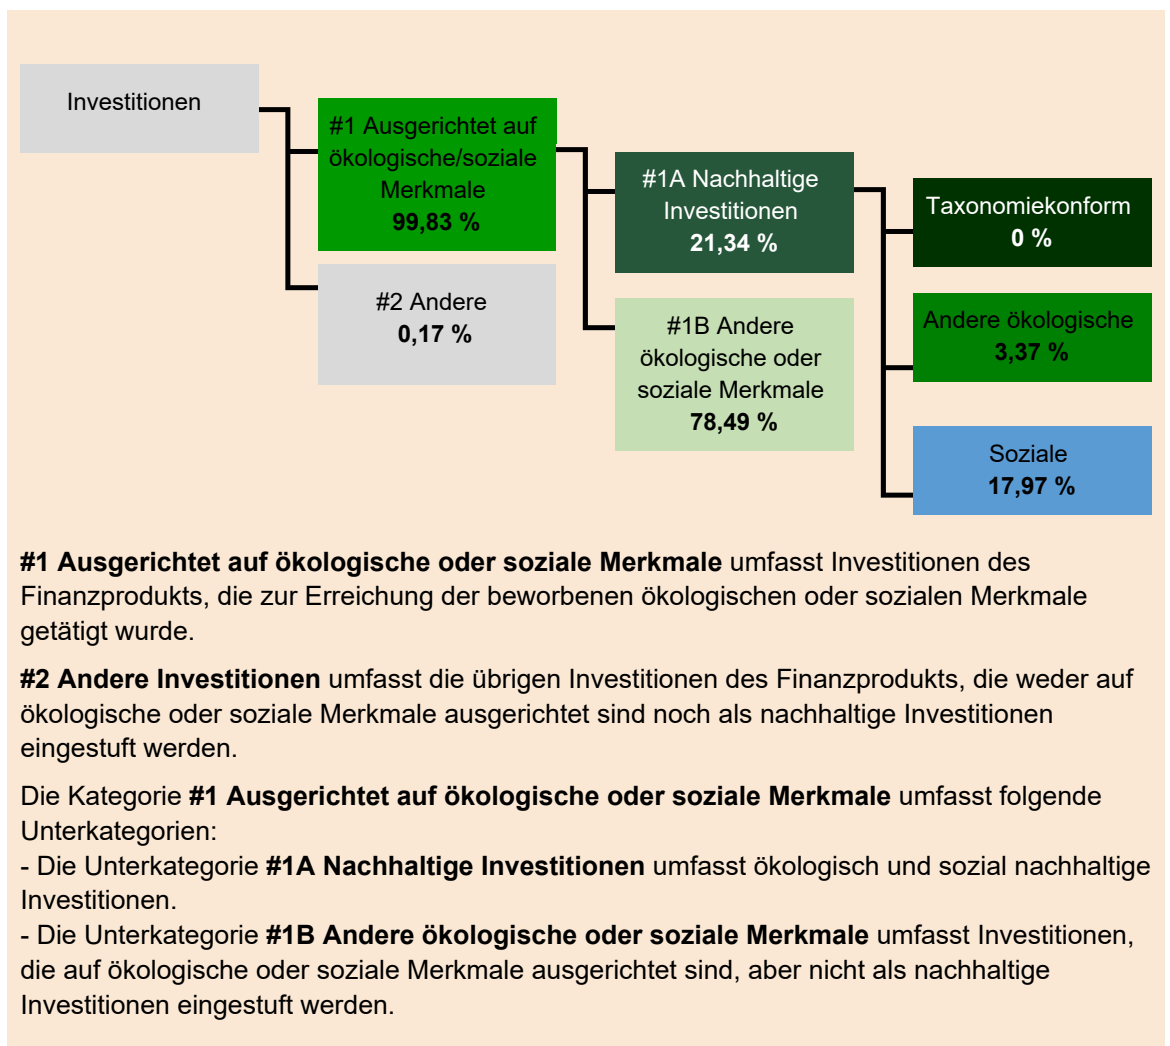 Investitionen
#1 Ausgerichtet auf
ökologische/soziale
Merkmale
99,83 %
#2 Andere
0,17 %
#1A Nachhaltige
Investitionen
21,34 %
#1B Andere
ökologische oder
soziale Merkmale
78,49 %
Taxonomiekonform
0 %
Andere ökologische
3,37 %
Soziale
17,97 %
#1 Ausgerichtet auf ökologische oder soziale Merkmale umfasst Investitionen des
Finanzprodukts, die zur Erreichung der beworbenen ökologischen oder sozialen Merkmale
getätigt wurde.
#2 Andere Investitionen umfasst die übrigen Investitionen des Finanzprodukts, die weder auf
ökologische oder soziale Merkmale ausgerichtet sind noch als nachhaltige Investitionen
eingestuft werden.
Die Kategorie #1 Ausgerichtet auf ökologische oder soziale Merkmale umfasst folgende
Unterkategorien:
- Die Unterkategorie #1A Nachhaltige Investitionen umfasst ökologisch und sozial nachhaltige
Investitionen.
- Die Unterkategorie #1B Andere ökologische oder soziale Merkmale umfasst Investitionen,
die auf ökologische oder soziale Merkmale ausgerichtet sind, aber nicht als nachhaltige
Investitionen eingestuft werden.